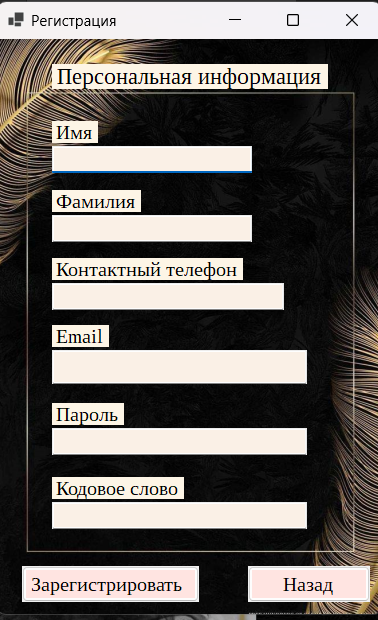 Регистрация
Персональная информация
Имя
Фамилия
Контактный телефон
Email
Пароль
Кодовое слово
Зарегистрировать
Назад